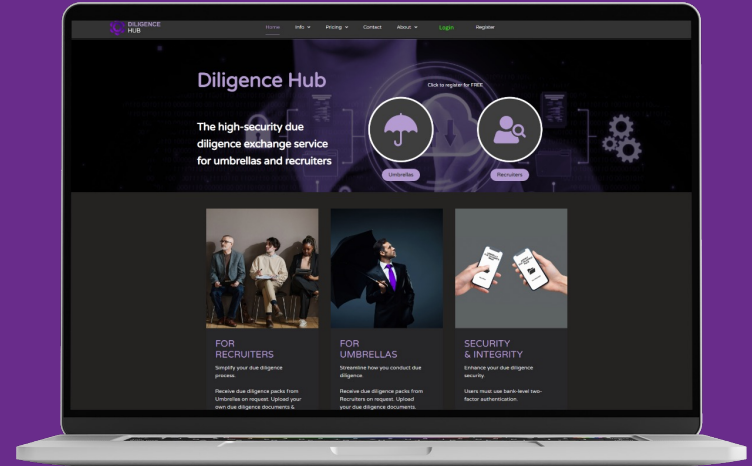 DILIGENCE
HUB
Home Info Pricing Contact About Login Register
Diligence Hub
Click to register for FREE
The high-security due
diligence exchange service
for umbrellas and recruiters
Umbrellas
Recruiters
FOR
RECRUITERS
Simplify your due diligence
process.
Receive due diligence packs from
Umbrellas on request. Upload your
own due diligence documents &
FOR
UMBRELLAS
Streamline how you conduct due
diligence.
Receive due diligence packs from
Recruiters on request. Upload
your due diligence documents.
SECURITY
& INTEGRITY
Enhance your due diligence
security.
Users must use bank-level two-
factor authentication.